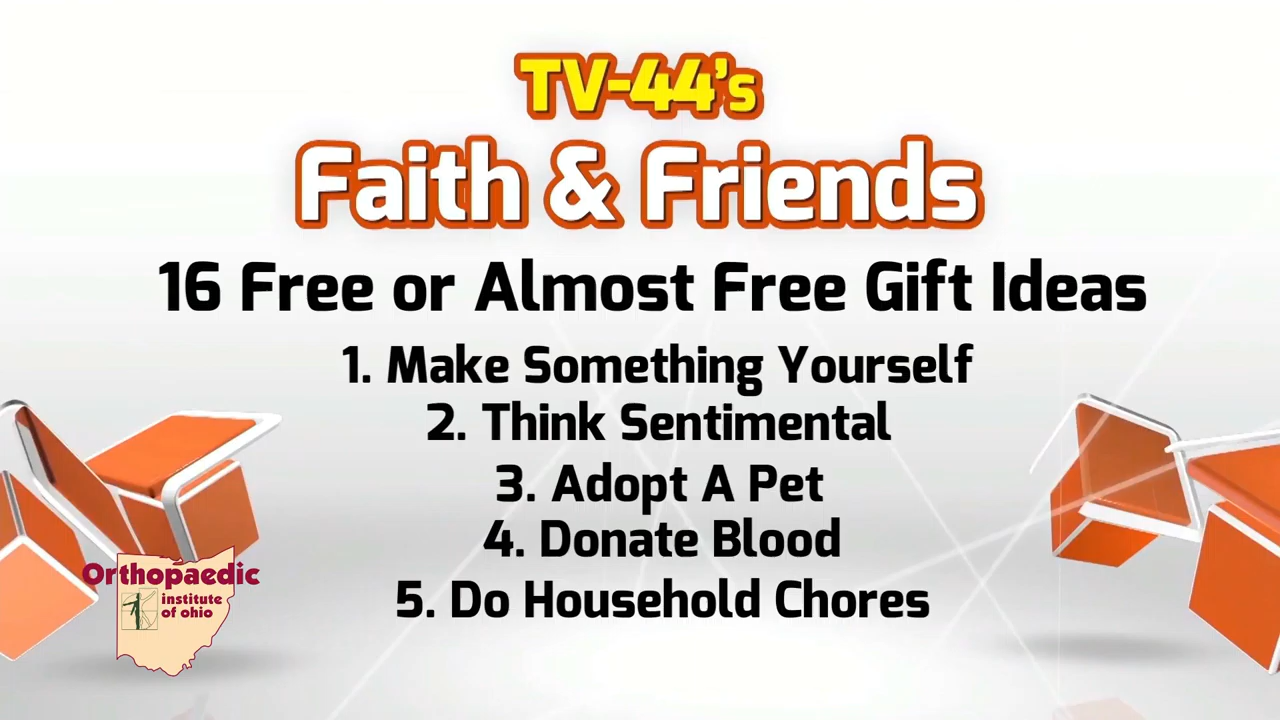 TV-44's
Faith & Friends
16 Free or Almost Free Gift Ideas
1. Make Something Yourself
2. Think Sentimental
3. Adopt A Pet
4. Donate Blood
5. Do Household Chores
Orthopaedic
institute
of ohio